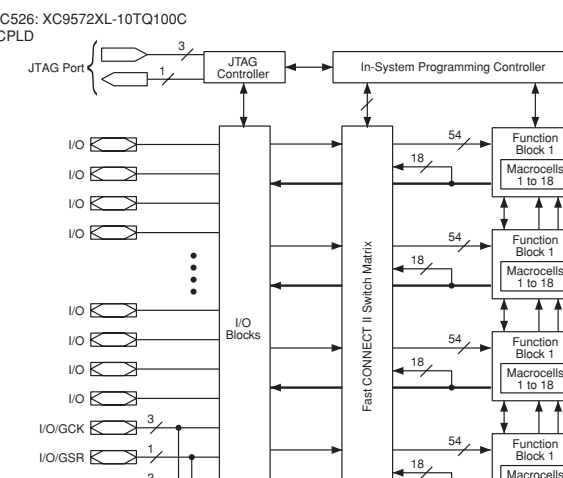 C526: XC9572XL-10TQ100C
CPLD
JTAG Port
3
1
JTAG
Controller
In-System Programming Controller
I/O
I/O
I/O
I/O
I/O
I/O
I/O
I/O
I/O/GCK
3
I/O/GSR
1
2
I/O
Blocks
Fast CONNECT II Switch Matrix
54
18
Function
Block 1
Macrocells
1 to 18
54
18
Function
Block 1
Macrocells
1 to 18
54
18
Function
Block 1
Macrocells
1 to 18
54
18
Function
Block 1
Macrocells